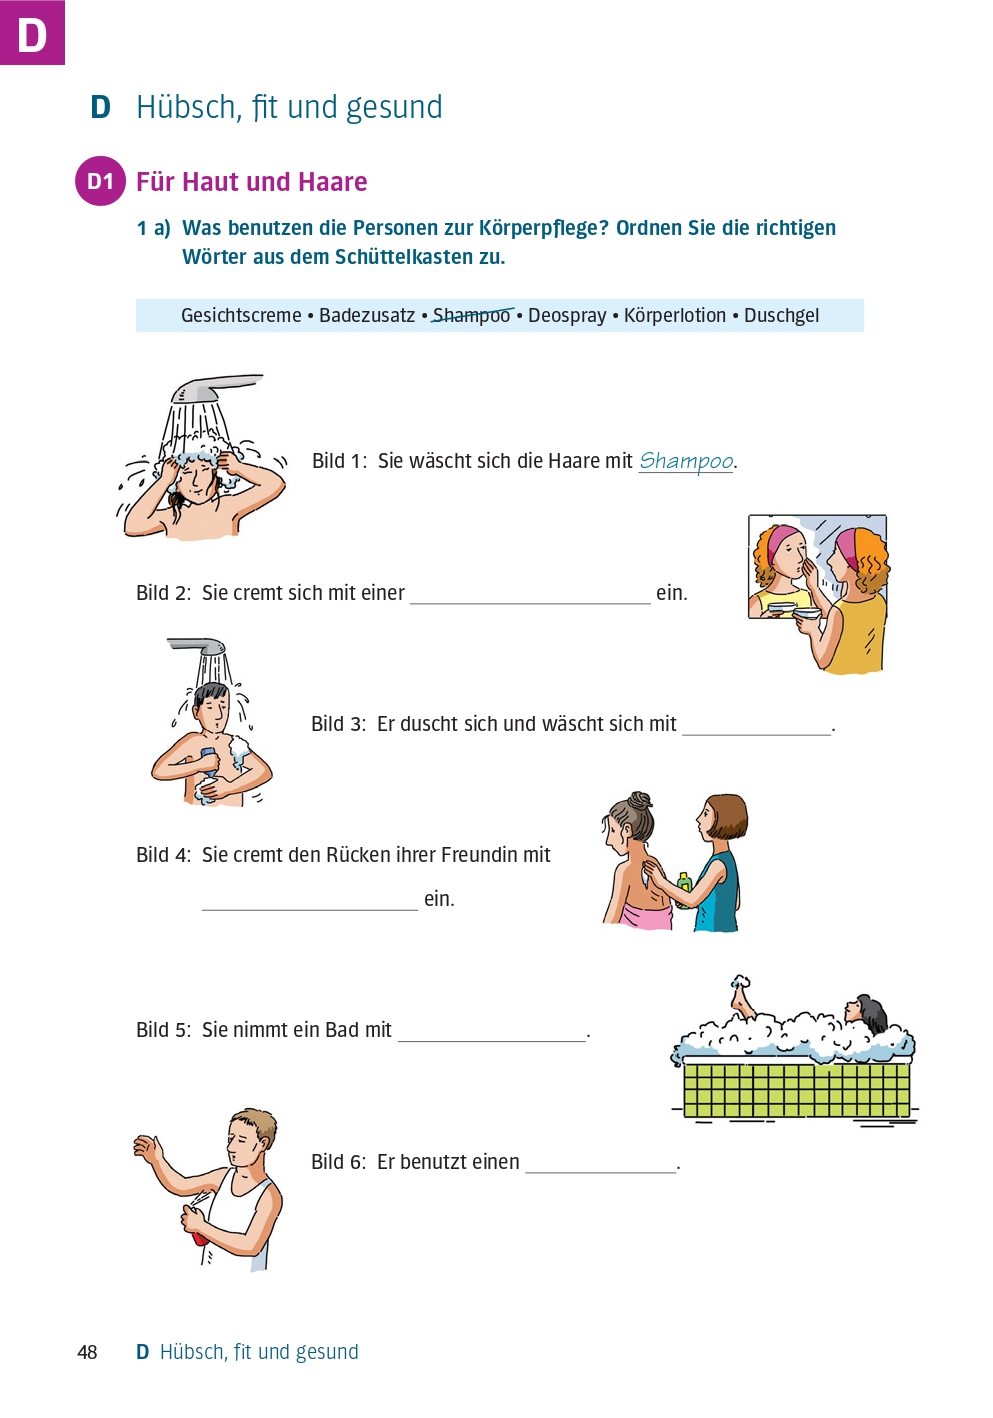 D
D Hübsch, fit und gesund
D1 Für Haut und Haare
1 a) Was benutzen die Personen zur Körperpflege? Ordnen Sie die richtigen
Wörter aus dem Schüttelkasten zu.
Gesichtscreme • Badezusatz • Shampoo • Deospray • Körperlotion • Duschgel
Bild 1: Sie wäscht sich die Haare mit Shampoo.
Bild 2: Sie cremt sich mit einer ____________________ ein.
Bild 3: Er duscht sich und wäscht sich mit ____________.
Bild 4: Sie cremt den Rücken ihrer Freundin mit
__________________ ein.
Bild 5: Sie nimmt ein Bad mit ________________.
Bild 6: Er benutzt einen ____________.
48 D Hübsch, fit und gesund